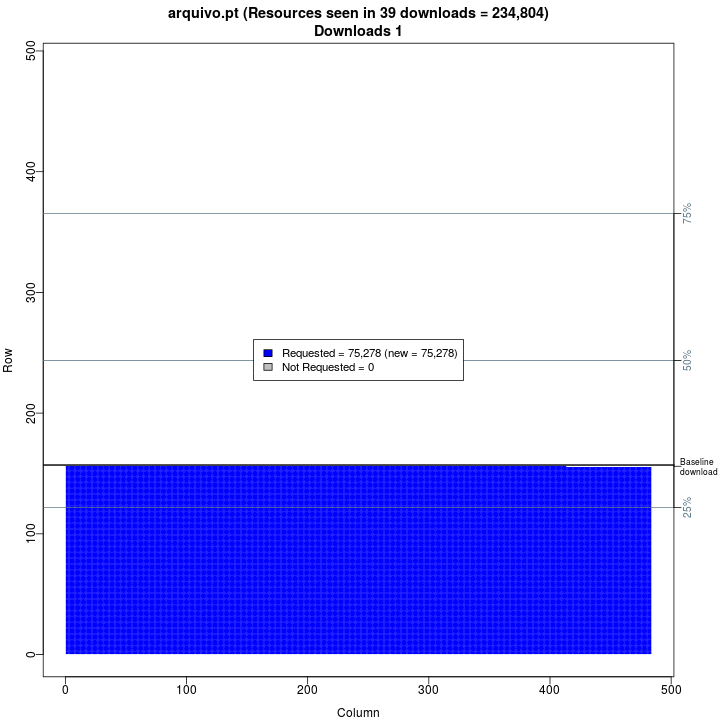 arquivo.pt (Resources seen in 39 downloads = 234,804)
Downloads 1
500
400
300
200
100
0
Row
75%
50%
25%
Baseline
download
Requested = 75,278 (new = 75,278)
Not Requested = 0
0
100
200
300
400
500
Column